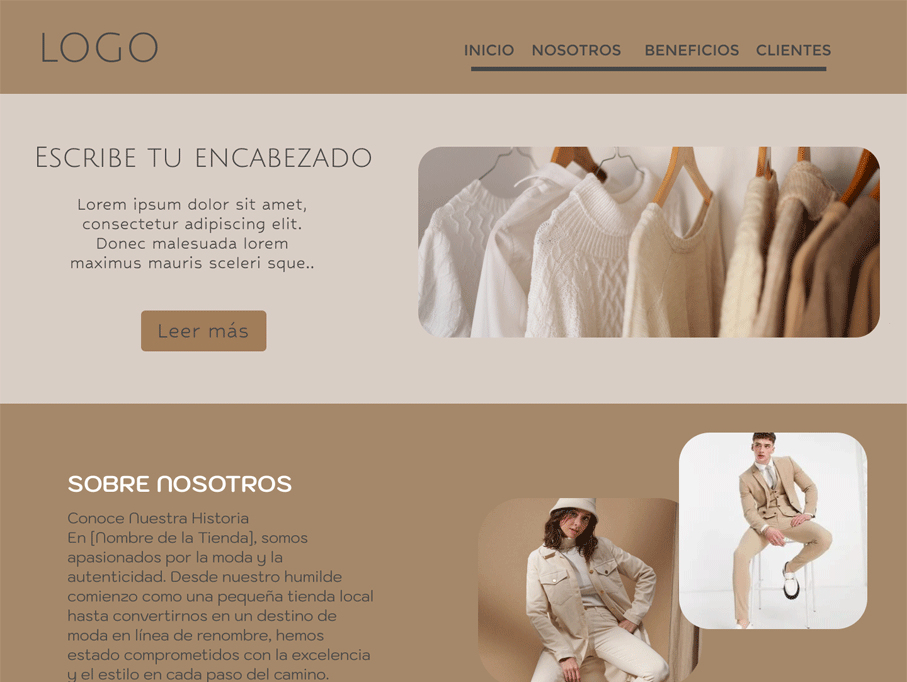 LOGO
INICIO NOSOTROS BENEFICIOS CLIENTES
ESCRIBE TU ENCABEZADO
Lorem ipsum dolor sit amet,
consectetur adipiscing elit.
Donec malesuada lorem
maximus mauris sceleri sque..
Leer más
SOBRE NOSOTROS
Conoce Nuestra Historia
En [Nombre de la Tienda], somos
apasionados por la moda y la
autenticidad. Desde nuestro humilde
comienzo como una pequeña tienda local
hasta convertirnos en un destino de
moda en línea de renombre, hemos
estado comprometidos con la excelencia
y el estilo en cada paso del camino.